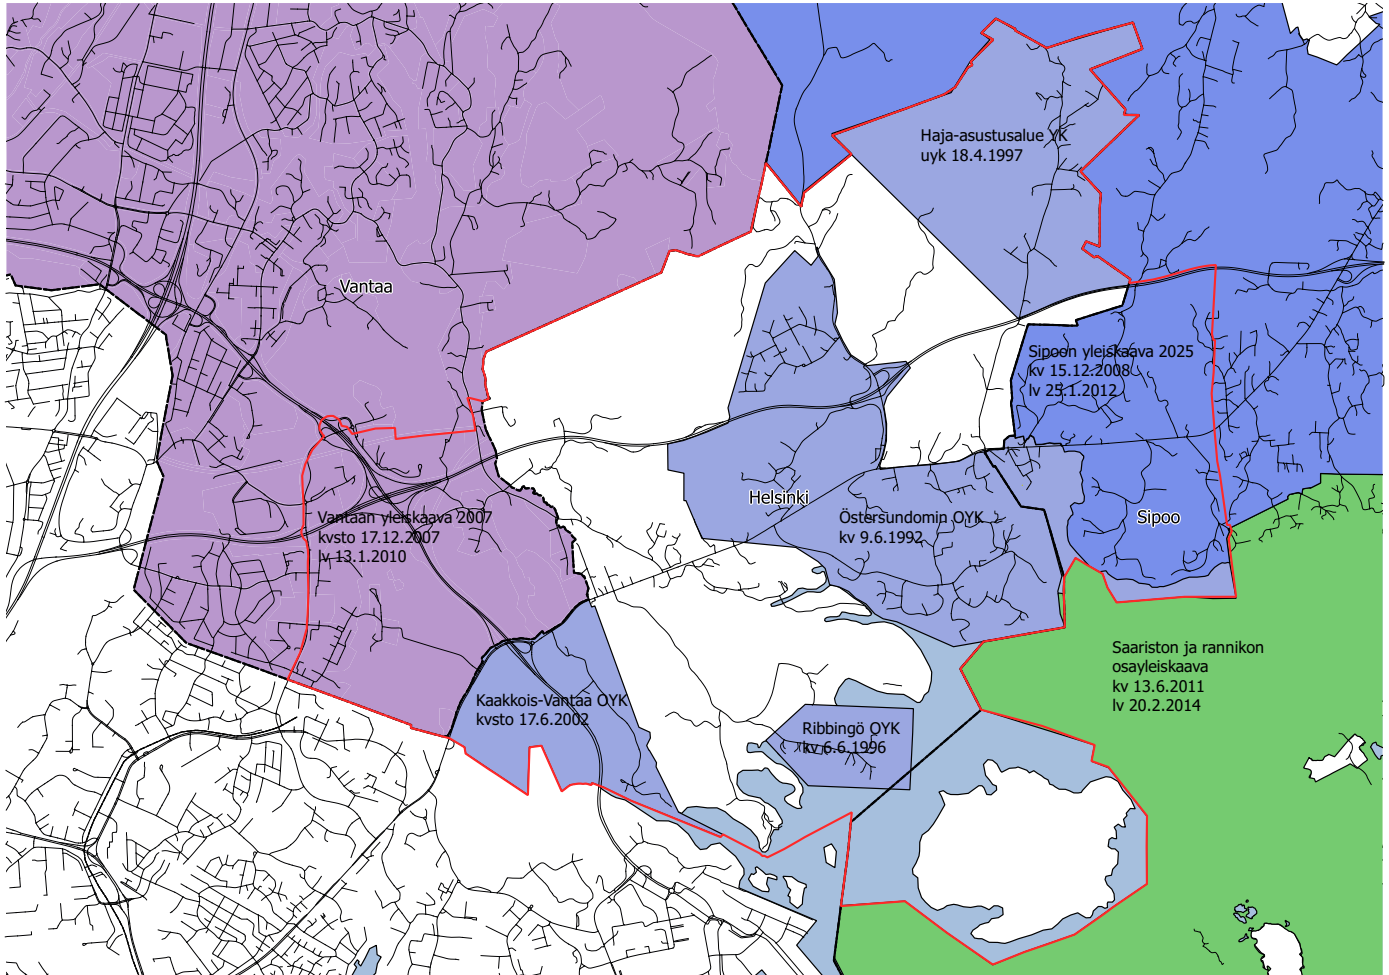 Haja-asustusalue YK
uyk 18.4.1997
Vantaa
Sipoon yleiskaava 2025
kv 15.12.2008
lv 25.1.2012
Helsinki
Östersundomin OYK
kv 9.6.1992
Sipoo
Vantaan yleiskaava 2007
kvsto 17.12.2007
lv 13.1.2010
Saariston ja rannikon
osayleiskaava
kv 13.6.2011
lv 20.2.2014
Kaakkois-Vantaa OYK
kvsto 17.6.2002
Ribbingö OYK
kv 6.6.1996